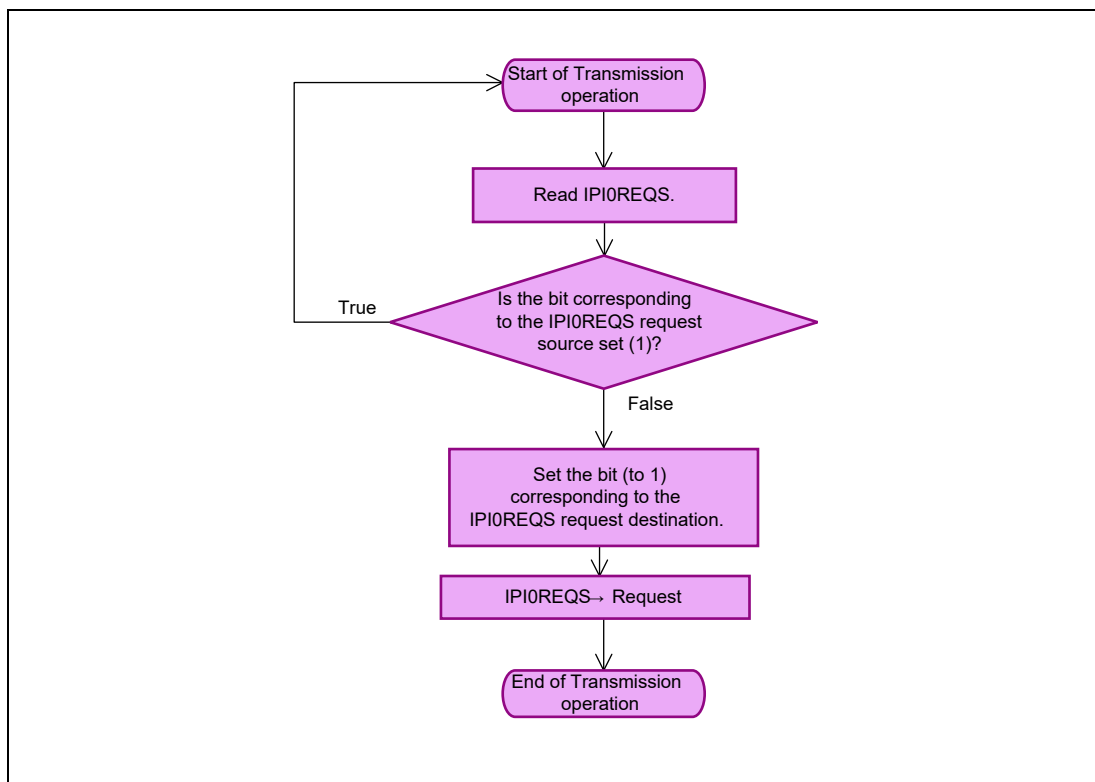 Start of Transmission
operation
Read IPI0REQS.
Is the bit corresponding
to the IPI0REQS request
source set (1)?
True
False
Set the bit (to 1)
corresponding to the
IPI0REQS request destination.
IPI0REQS→ Request
End of Transmission
operation